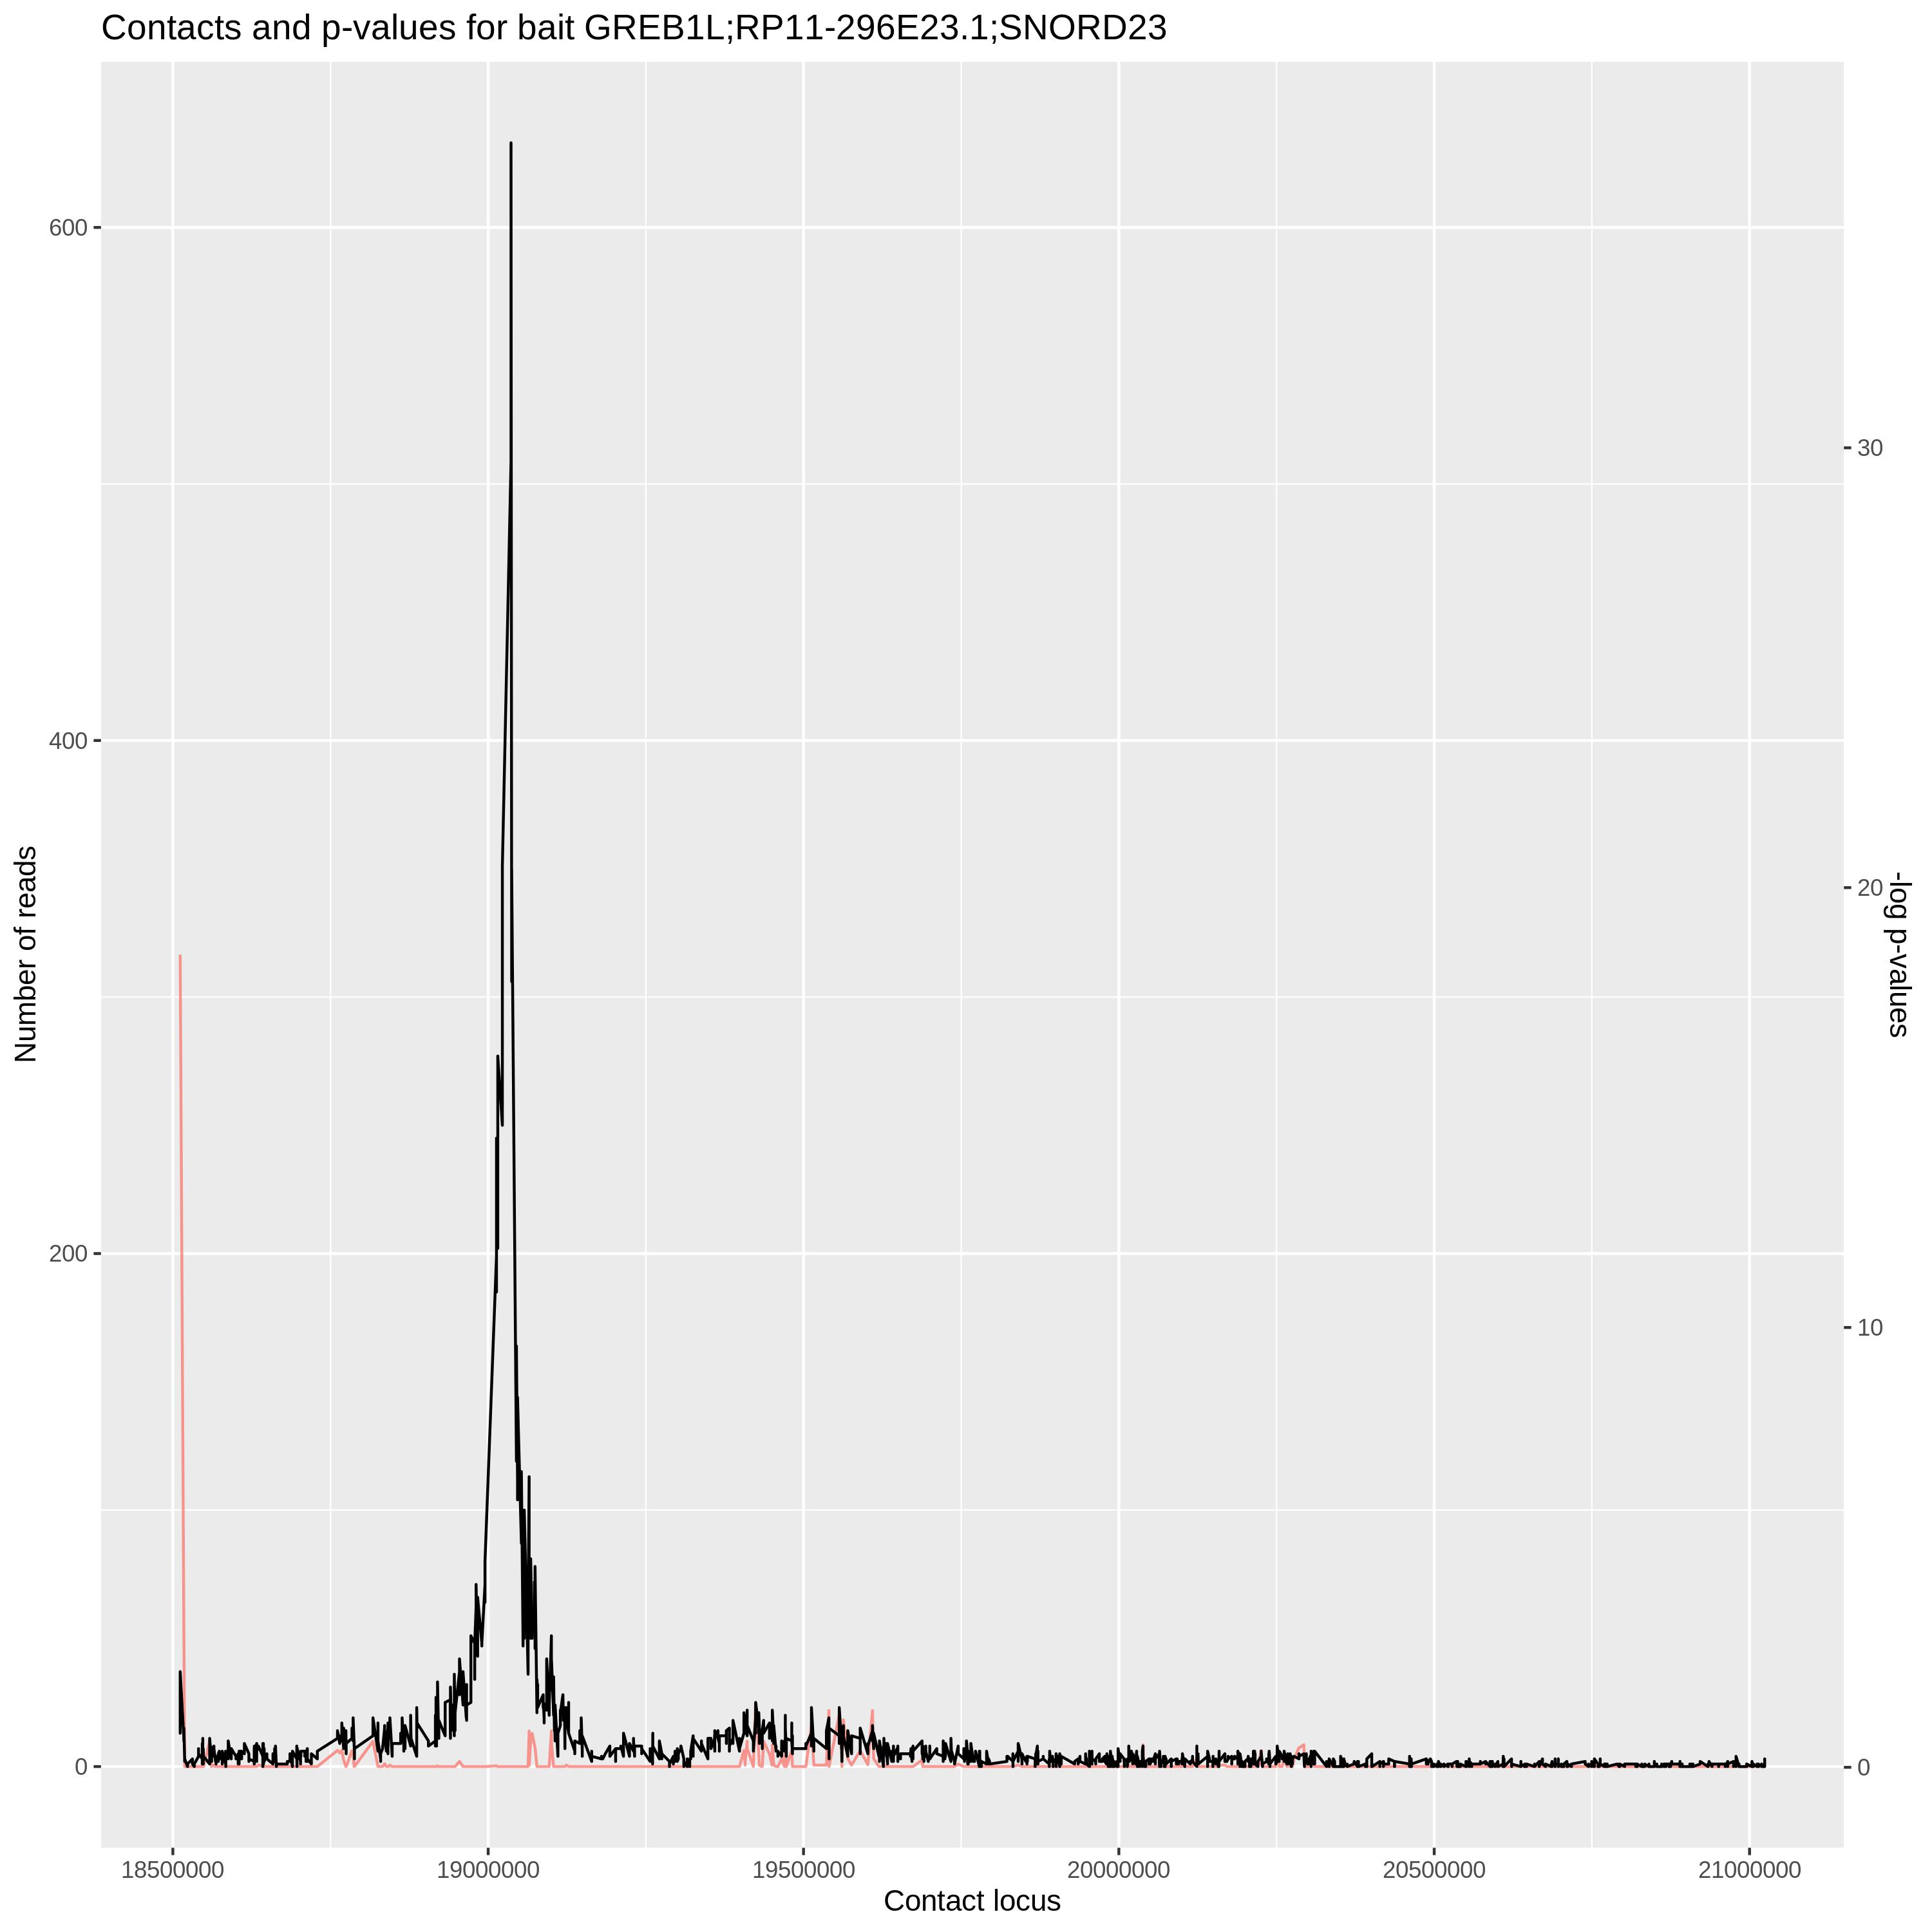 Contacts and p-values for bait GREB1L;RP11-296E23.1;SNORD23
600
400
200
0
Number of reads
30
20
10
0
-log p-values
18500000 19000000 19500000 20000000 20500000 21000000
Contact locus